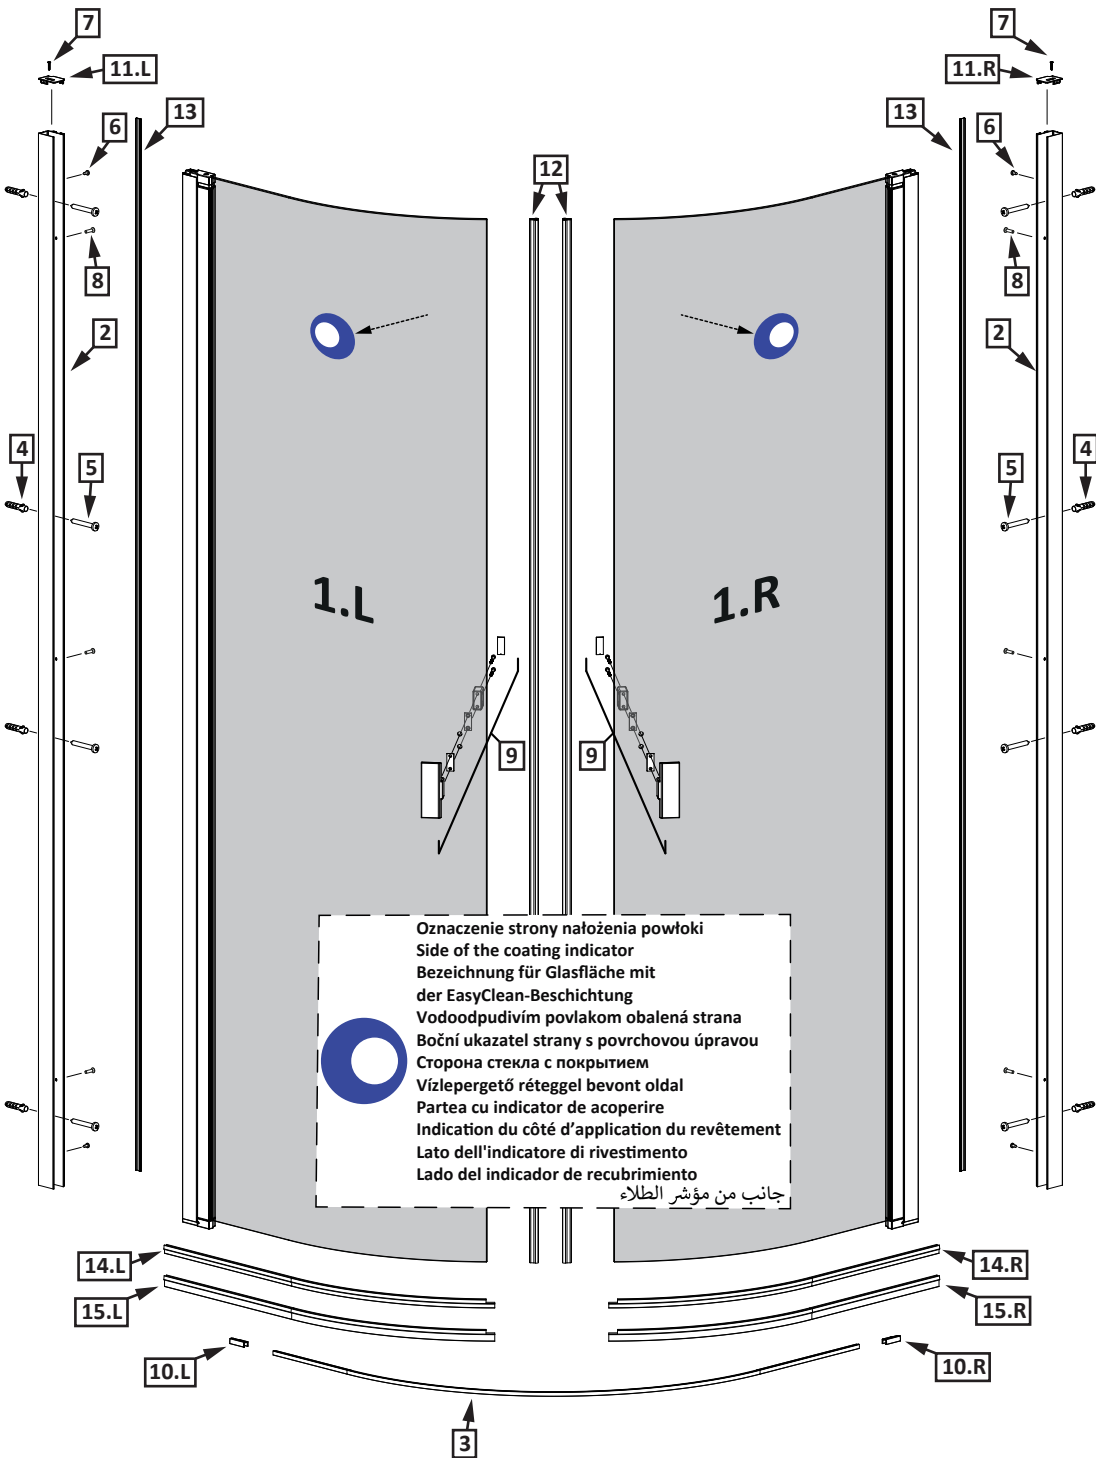 7
7
11.L
11.R
13
13
6
6
12
8
8
2
2
4
5
5
4
1.L
1.R
9
9
Oznaczenie strony nałożenia powłoki
Side of the coating indicator
Bezeichnung für Glasfläche mit
der EasyClean-Beschichtung
Vodoodpudivím povlakom obalená strana
Boční ukazatel strany s povrchovou úpravou
Сторона стекла с покрытием
Vízlepergető réteggel bevont oldal
Partea cu indicator de acoperire
Indication du côté d’application du revêtement
Lato dell'indicatore di rivestimento
Lado del indicador de recubrimiento
جانب من مؤشر الطلاء
14.L
14.R
15.L
15.R
10.L
10.R
3